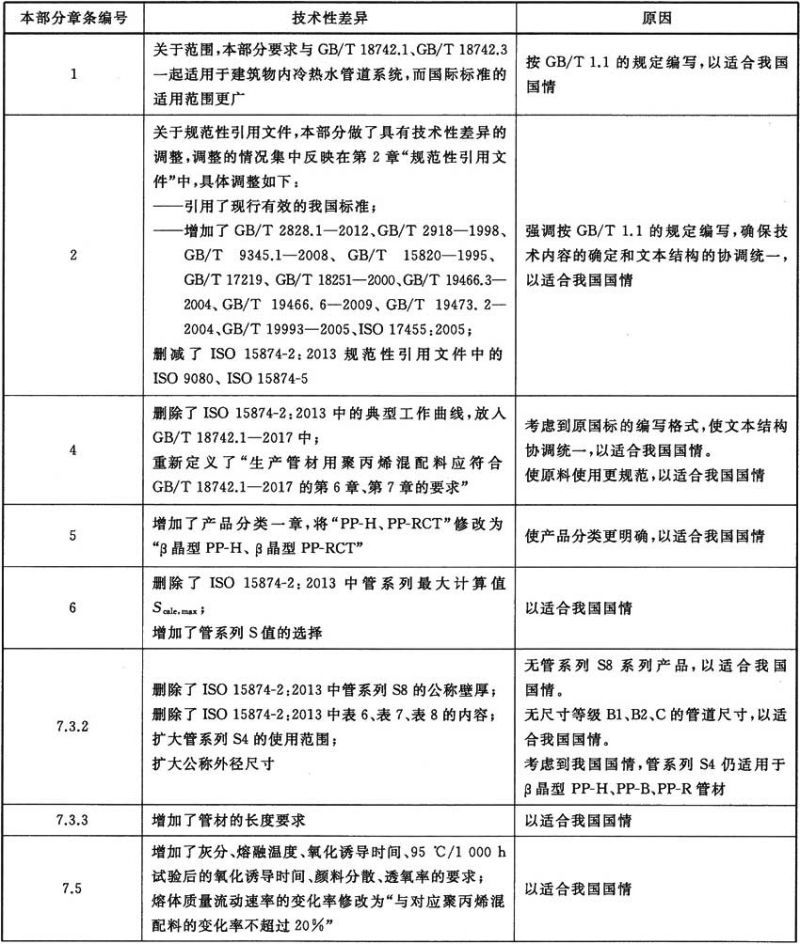 本部分章条编号 技术性差异 原因
1
关于范围,本部分要求与 GB/T 18742.1、GB/T 18742.3
一起适用于建筑物内冷热水管道系统,而国际标准的
适用范围更广
按 GB/T 1.1 的规定编写,以适合我国
国情
2
关于规范性引用文件,本部分做了具有技术性差异的
调整,调整的情况集中反映在第 2 章“规范性引用文
件”中,具体调整如下:
——引用了现行有效的我国标准;
——增加了 GB/T 2828.1—2012、GB/T 2918—1998、
GB/T 9345.1—2008、GB/T 15820—1995、
GB/T 17219、GB/T 18251—2000、GB/T 19466.3—
2004、GB/T 19466.6—2009、GB/T 19473.2—
2004、GB/T 19993—2005、ISO 17455:2005;
删减了 ISO 15874-2:2013 规范性引用文件中的
ISO 9080、ISO 15874-5
强调按 GB/T 1.1 的规定编写,确保技
术内容的确定和文本结构的协调统一,
以适合我国国情
4
删除了 ISO 15874-2:2013 中的典型工作曲线,放入
GB/T 18742.1—2017 中;
重新定义了“生产管材用聚丙烯混配料应符合
GB/T 18742.1—2017 的第 6 章、第 7 章的要求”
考虑到原国标的编写格式,使文本结构
协调统一,以适合我国国情。
使原料使用更规范,以适合我国国情
5
增加了产品分类一章,将“PP-H、PP-RCT”修改为
“β晶型 PP-H、β晶型 PP-RCT”
使产品分类更明确,以适合我国国情
6
删除了 ISO 15874-2:2013 中管系列最大计算值
Scalc,max;
增加了管系列 S 值的选择
以适合我国国情
7.3.2
删除了 ISO 15874-2:2013 中管系列 S8 的公称壁厚;
删除了 ISO 15874-2:2013 中表 6、表 7、表 8 的内容;
扩大管系列 S4 的使用范围;
扩大公称外径尺寸
无管系列 S8 系列产品,以适合我国
国情。
无尺寸等级 B1、B2、C 的管道尺寸,以适
合我国国情。
考虑到我国国情,管系列 S4 仍适用于
β晶型 PP-H、PP-B、PP-R 管材
7.3.3
增加了管材的长度要求
以适合我国国情
7.5
增加了灰分、熔融温度、氧化诱导时间、95 ℃/1 000 h
试验后的氧化诱导时间、颜料分散、透氧率的要求;
熔体质量流动速率的变化率修改为“与对应聚丙烯混
配料的变化率不超过 20%”
以适合我国国情